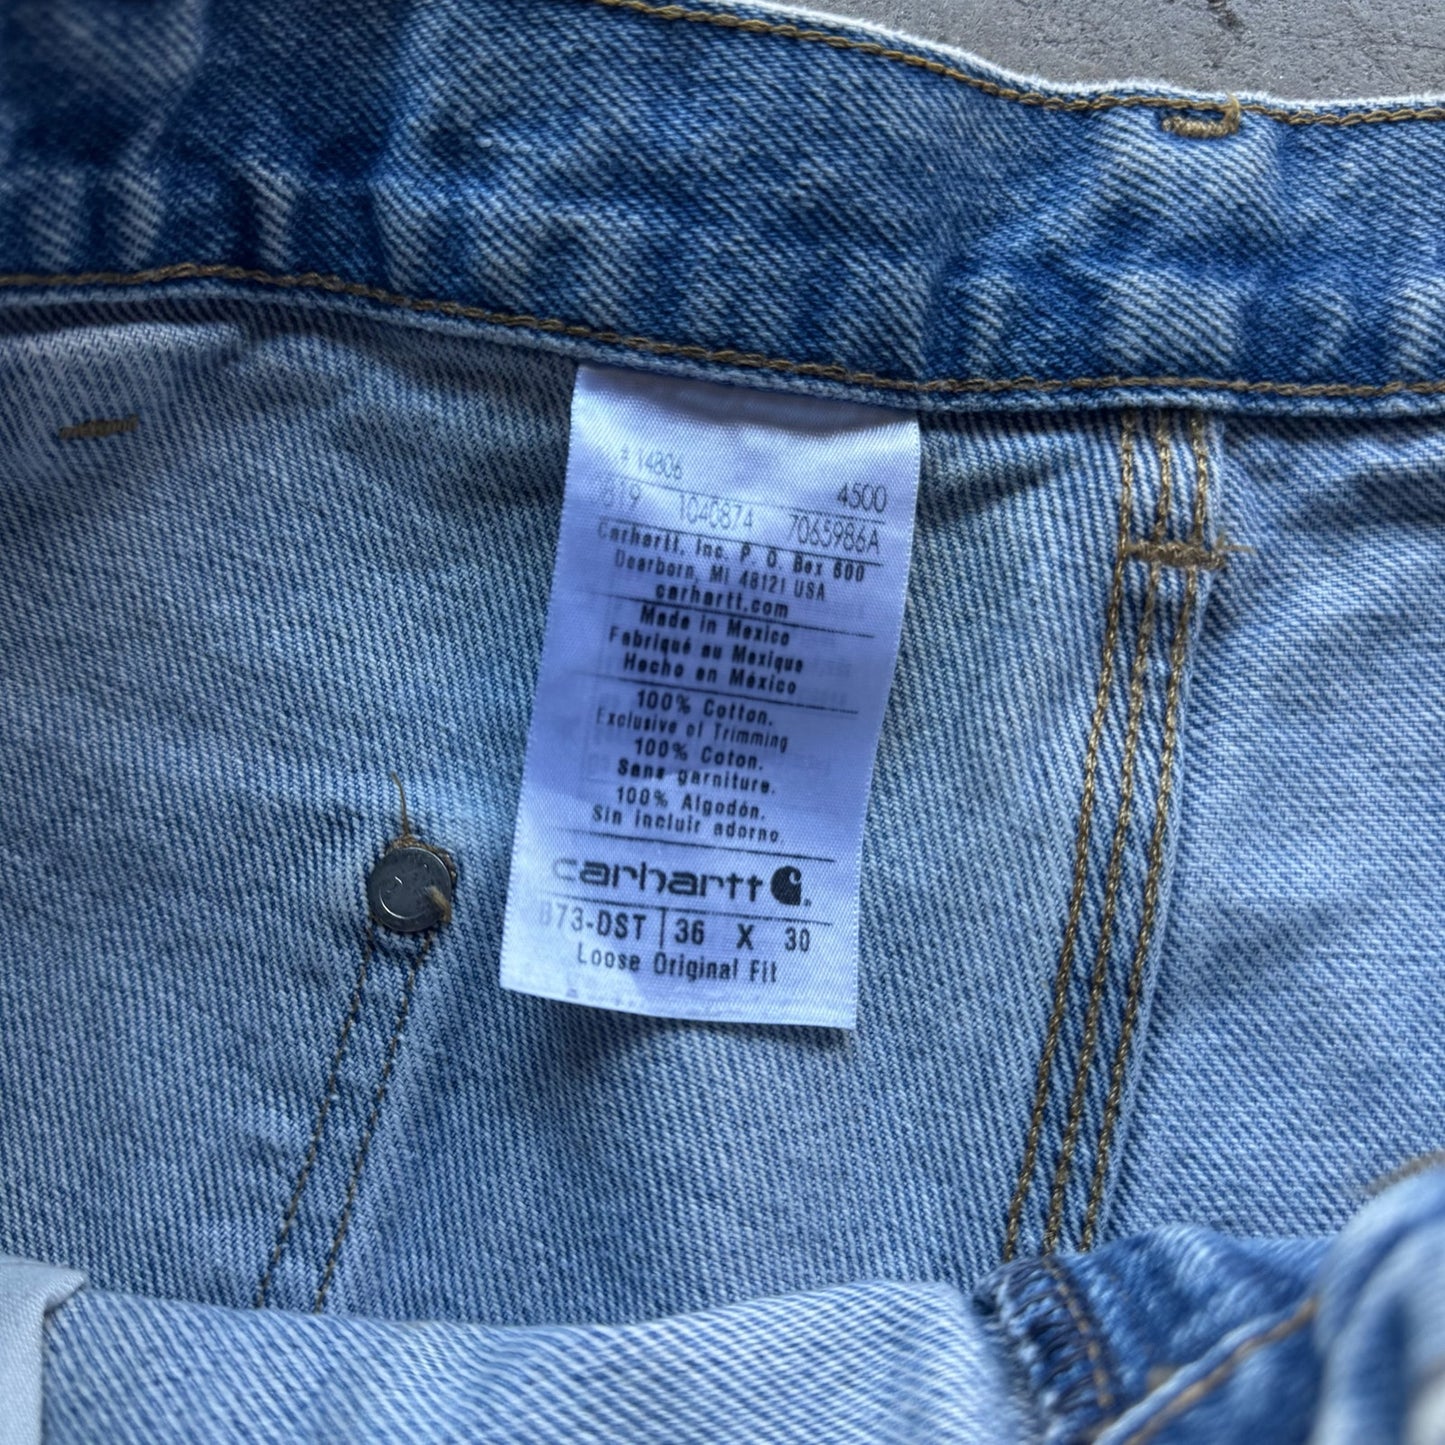 # 14806 4500
1040874 7065986A
Carhartt, Inc. P. O. Box 600
Dearborn, MI 48121 USA
carhartt.com
Made in Mexico
Fabriqué au Mexique
Hecho en México
100% Cotton.
Exclusive of Trimming
100% Coton.
Sans garniture.
100% Algodón.
Sin incluir adorno
carhartt
B73-DST 36 X 30
Loose Original Fit